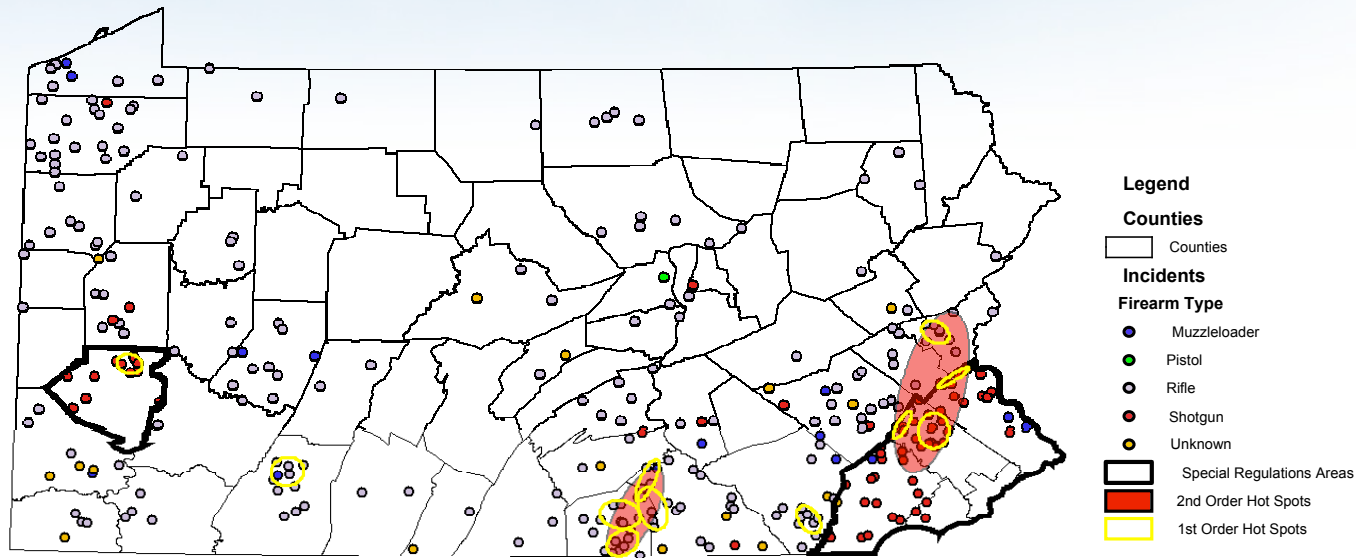 Legend
Counties
Counties
Incidents
Firearm Type
Muzzleloader
Pistol
Rifle
Shotgun
Unknown
Special Regulations Areas
2nd Order Hot Spots
1st Order Hot Spots